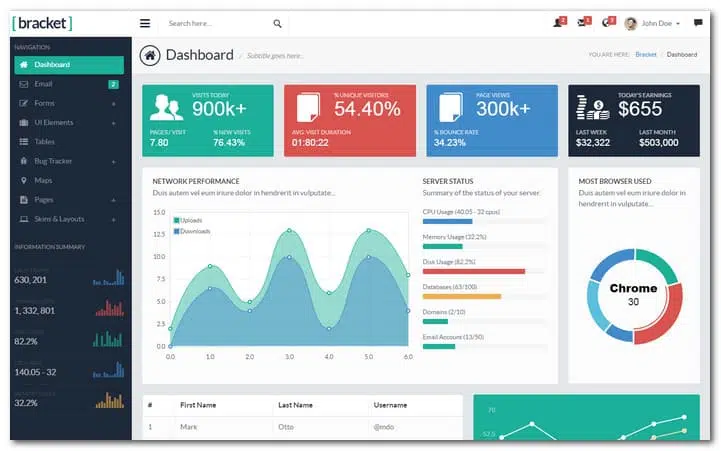 [bracket]
Search here...
2
1
3
John Doe
NAVIGATION
Dashboard
Email
2
Forms
UI Elements
Tables
Bug Tracker
Maps
Pages
Skins & Layouts
INFORMATION SUMMARY
630, 201
1, 332, 801
82.2%
140.05 - 32
32.2%
Dashboard / Subtitle goes here...
YOU ARE HERE: Bracket / Dashboard
VISITS TODAY
900k+
PAGES / VISIT
7.80
% NEW VISITS
76.43%
% UNIQUE VISITORS
54.40%
AVG. VISIT DURATION
01:80:22
PAGE VIEWS
300k+
% BOUNCE RATE
34.23%
TODAY'S EARNINGS
$655
LAST WEEK
$32,322
LAST MONTH
$503,000
NETWORK PERFORMANCE
Duis autem vel eum iriure dolor in hendrerit in vulputate...
15.0
12.5
10.0
7.5
5.0
2.5
0.0
Uploads
Downloads
0.0 1.0 2.0 3.0 4.0 5.0 6.0
SERVER STATUS
Summary of the status of your server.
CPU Usage (40.05 - 32 cpus)
Memory Usage (32.2%)
Disk Usage (82.2%)
Databases (63/100)
Domains (2/10)
Email Account (13/50)
MOST BROWSER USED
Duis autem vel eum iriure dolor in
hendrerit in vulputate...
Chrome
30
# First Name Last Name Username
1 Mark Otto @mdo
70
52.5